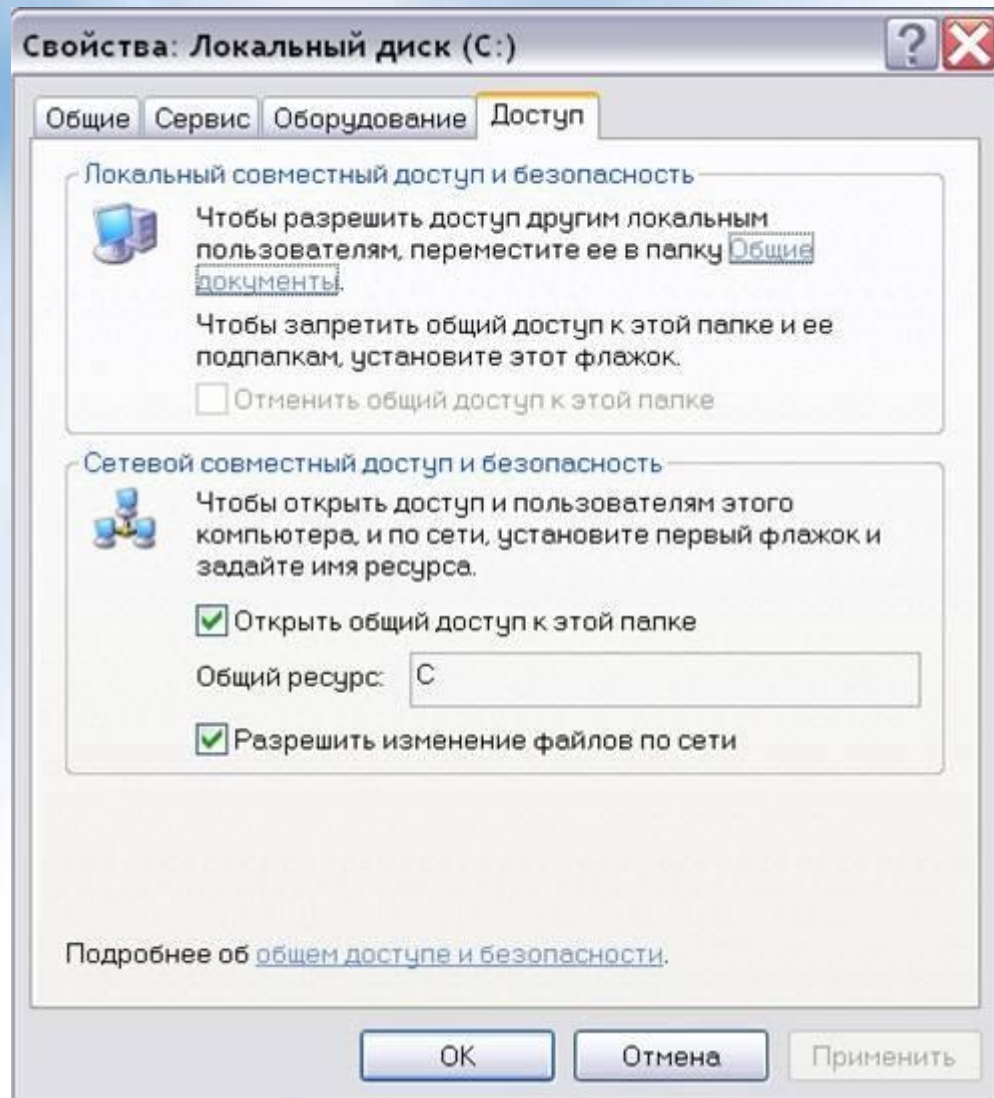 Свойства: Локальный диск (C:)
Общие Сервис Оборудование Доступ
Локальный совместный доступ и безопасность
Чтобы разрешить доступ другим локальным
пользователям, переместите ее в папку Общие
документы.
Чтобы запретить общий доступ к этой папке и ее
подпапкам, установите этот флажок.
Отменить общий доступ к этой папке
Сетевой совместный доступ и безопасность
Чтобы открыть доступ и пользователям этого
компьютера, и по сети, установите первый флажок и
задайте имя ресурса.
Открыть общий доступ к этой папке
Общий ресурс: C
Разрешить изменение файлов по сети
Подробнее об общем доступе и безопасности.
OK Отмена Применить